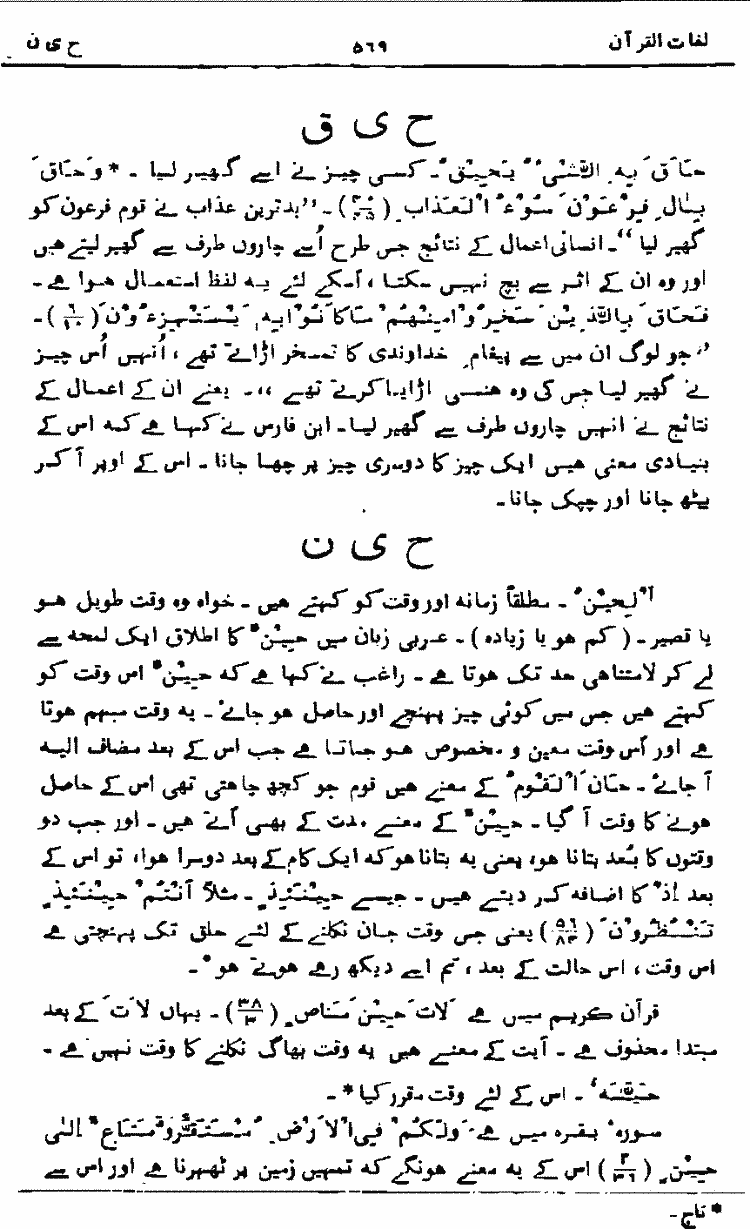 لغات القرآن ۵۶۹ ح ی ن
ح ی ق
حَاقَ بِہِ الشَّیْءُ یَحِیْقُ۔ کسی چیز نے اسے گھیر لیا ۔ * وَحَاقَ
بِاٰلِ فِرْعَوْنَ سُوْٓءُ الْعَذَابِ (۴۰/۴۵)۔ ”بدترین عذاب نے قوم فرعون کو
گھیر لیا“۔ انسانی اعمال کے نتائج جس طرح اُسے چاروں طرف سے گھیر لیتے ہیں
اور وہ ان کے اثر سے بچ نہیں سکتا ، اسکے لئے یہ لفظ استعمال ہوا ہے ۔
فَحَاقَ بِالَّذِیْنَ سَخِرُوْا مِنْھُمْ مَّا کَانُوْا بِہٖ یَسْتَھْزِءُوْنَ (۶/۱۰)۔
”جو لوگ ان میں سے پیغام خداوندی کا تمسخر اڑاتے تھے ، اُنہیں اُس چیز
نے گھیر لیا جس کی وہ ہنسی اڑایا کرتے تھے“۔ یعنے ان کے اعمال کے
نتائج نے انہیں چاروں طرف سے گھیر لیا ۔ ابن فارس نے کہا ہے کہ اس کے
بنیادی معنی ہیں ایک چیز کا دوسری چیز پر چھا جانا ۔ اس کے اوپر آ کر
بیٹھ جانا اور چپک جانا ۔
ح ی ن
اَلْحِیْنُ ۔ مطلقاً زمانہ اور وقت کو کہتے ہیں ۔ خواہ وہ وقت طویل ہو
یا قصیر ۔ ( کم ہو یا زیادہ ) ۔ عربی زبان میں حِیْنٌ کا اطلاق ایک لمحہ سے
لے کر لامتناہی حد تک ہوتا ہے ۔ راغب نے کہا ہے کہ حِیْنٌ اس وقت کو
کہتے ہیں جس میں کوئی چیز پہنچے اور حاصل ہو جائے ۔ یہ وقت مبہم ہوتا
ہے اور اُس وقت معین و مخصوص ہو جاتا ہے جب اس کے بعد مضاف الیہ
آ جائے ۔ حَانَ الْقَوْمُ کے معنے ہیں قوم جو کچھ چاہتی تھی اس کے حاصل
ہونے کا وقت آ گیا ۔ حِیْنٌ کے معنے مدت کے بھی آتے ہیں ۔ اور جب دو
وقتوں کا بُعد بتانا ہو، یعنی یہ بتانا ہو کہ ایک کام کے بعد دوسرا ہوا، تو اس کے
بعد اِذْ کا اضافہ کر دیتے ہیں ۔ جیسے حِیْنَئِذٍ ۔ مثلاً اَنْتُمْ حِیْنَئِذٍ
تَنْظُرُوْنَ (۵۶/۸۴) یعنی جس وقت جان نکلنے کے لئے حلق تک پہنچتی ہے
اس وقت ، اس حالت کے بعد ، تم اسے دیکھ رہے ہوتے ہو * ۔
قرآن کریم میں ہے لَاتَ حِیْنَ مَنَاصٍ (۳۸/۳) ۔ یہاں لَاتَ کے بعد
مبتدا محذوف ہے ۔ آیت کے معنے ہیں یہ وقت بھاگ نکلنے کا وقت نہیں ہے ۔
حَیَّنَہٗ ۔ اس کے لئے وقت مقرر کیا * ۔
سورہ بقرہ میں ہے وَلَکُمْ فِی الْاَرْضِ مُسْتَقَرٌّ وَّمَتَاعٌ اِلٰی
حِیْنٍ (۲/۳۶) اس کے یہ معنے ہونگے کہ تمہیں زمین پر ٹھہرنا ہے اور اس سے
* تاج ۔